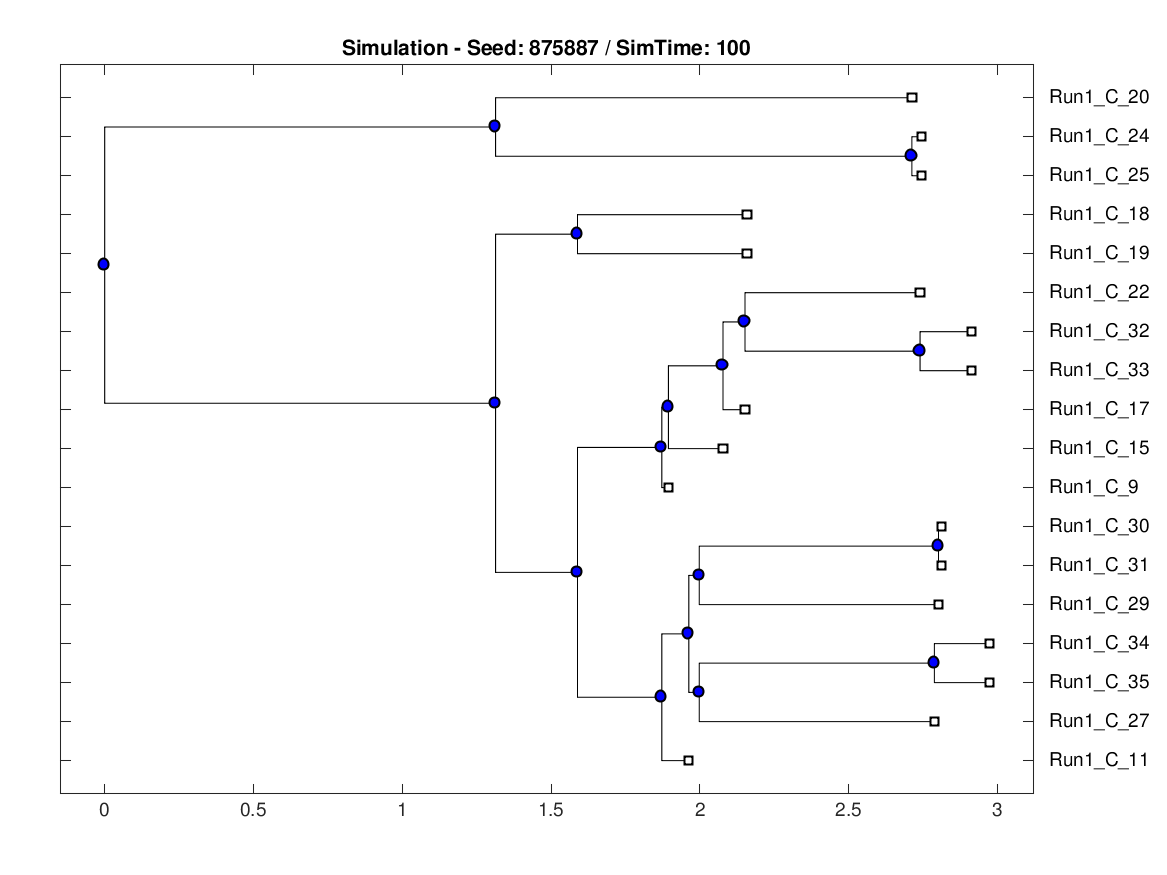 Simulation - Seed: 875887 / SimTime: 100
Run1_C_20
Run1_C_24
Run1_C_25
Run1_C_18
Run1_C_19
Run1_C_22
Run1_C_32
Run1_C_33
Run1_C_17
Run1_C_15
Run1_C_9
Run1_C_30
Run1_C_31
Run1_C_29
Run1_C_34
Run1_C_35
Run1_C_27
Run1_C_11
0 0.5 1 1.5 2 2.5 3